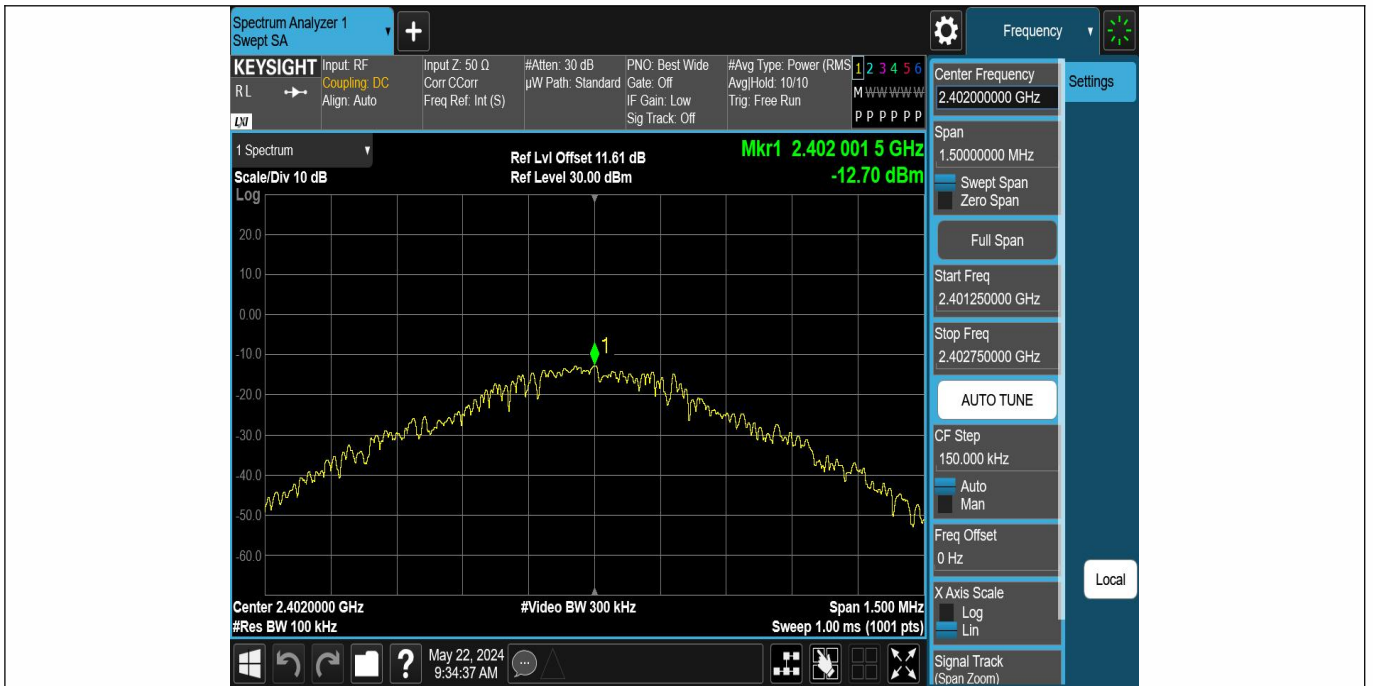 Spectrum Analyzer 1
Swept SA
+
Frequency
KEYSIGHT
RL
LXI
Input: RF
Coupling: DC
Align: Auto
Input Z: 50 Ω
Corr CCorr
Freq Ref: Int (S)
#Atten: 30 dB
µW Path: Standard
PNO: Best Wide
Gate: Off
IF Gain: Low
Sig Track: Off
#Avg Type: Power (RMS
Avg|Hold: 10/10
Trig: Free Run
1 2 3 4 5 6
M W W W W W
P P P P P P
1 Spectrum
Scale/Div 10 dB
Log
Ref Lvl Offset 11.61 dB
Ref Level 30.00 dBm
Mkr1 2.402 001 5 GHz
-12.70 dBm
20.0
10.0
0.00
-10.0
-20.0
-30.0
-40.0
-50.0
-60.0
1
Center 2.4020000 GHz
#Res BW 100 kHz
#Video BW 300 kHz
Span 1.500 MHz
Sweep 1.00 ms (1001 pts)
Center Frequency
2.402000000 GHz
Settings
Span
1.50000000 MHz
Swept Span
Zero Span
Full Span
Start Freq
2.401250000 GHz
Stop Freq
2.402750000 GHz
AUTO TUNE
CF Step
150.000 kHz
Auto
Man
Freq Offset
0 Hz
Local
X Axis Scale
Log
Lin
Signal Track
(Span Zoom)
?
May 22, 2024
9:34:37 AM